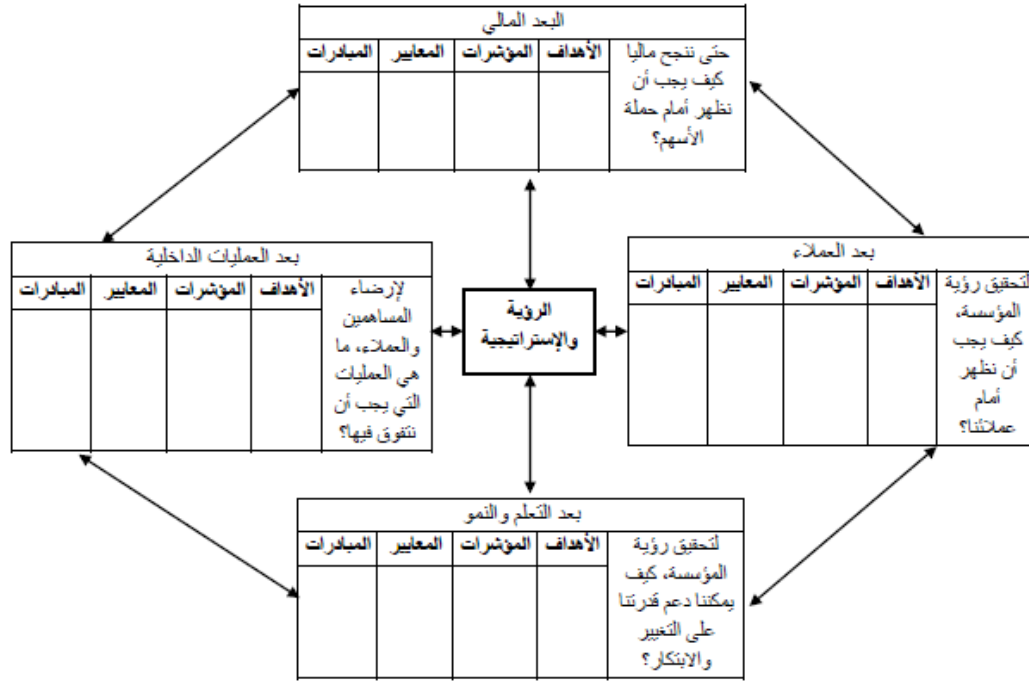 البعد المالي
حتى ننجح ماليا
كيف يجب أن
نظهر أمام حملة
الأسهم؟
الأهداف
المؤشرات
المعايير
المبادرات
بعد العملاء
لتحقيق رؤية
المؤسسة،
كيف يجب
أن نظهر
أمام
عملائنا؟
الأهداف
المؤشرات
المعايير
المبادرات
الرؤية
والإستراتيجية
بعد العمليات الداخلية
لإرضاء
المساهمين
والعملاء، ما
هي العمليات
التي يجب أن
نتفوق فيها؟
الأهداف
المؤشرات
المعايير
المبادرات
بعد التعلم والنمو
لتحقيق رؤية
المؤسسة، كيف
يمكننا دعم قدرتنا
على التغيير
والابتكار؟
الأهداف
المؤشرات
المعايير
المبادرات